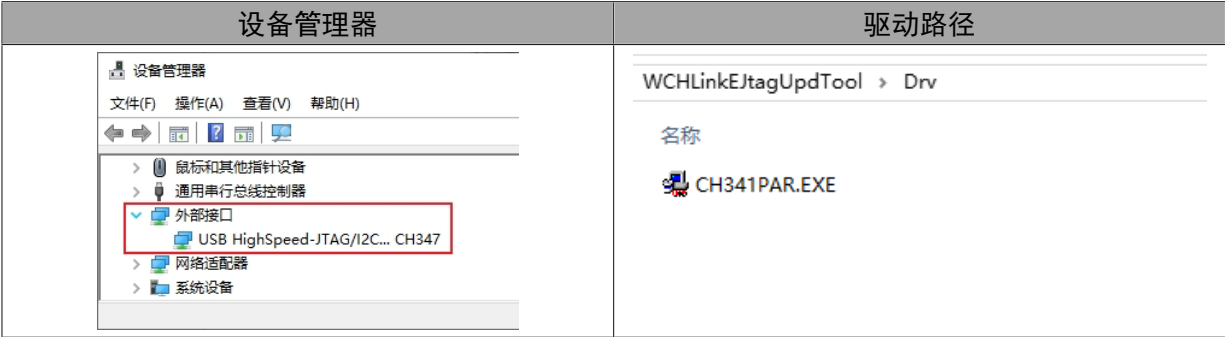 设备管理器
驱动路径
设备管理器
文件(F) 操作(A) 查看(V) 帮助(H)
鼠标和其他指针设备
通用串行总线控制器
外部接口
USB HighSpeed-JTAG/I2C... CH347
网络适配器
系统设备
WCHLinkEJtagUpdTool > Drv
名称
CH341PAR.EXE